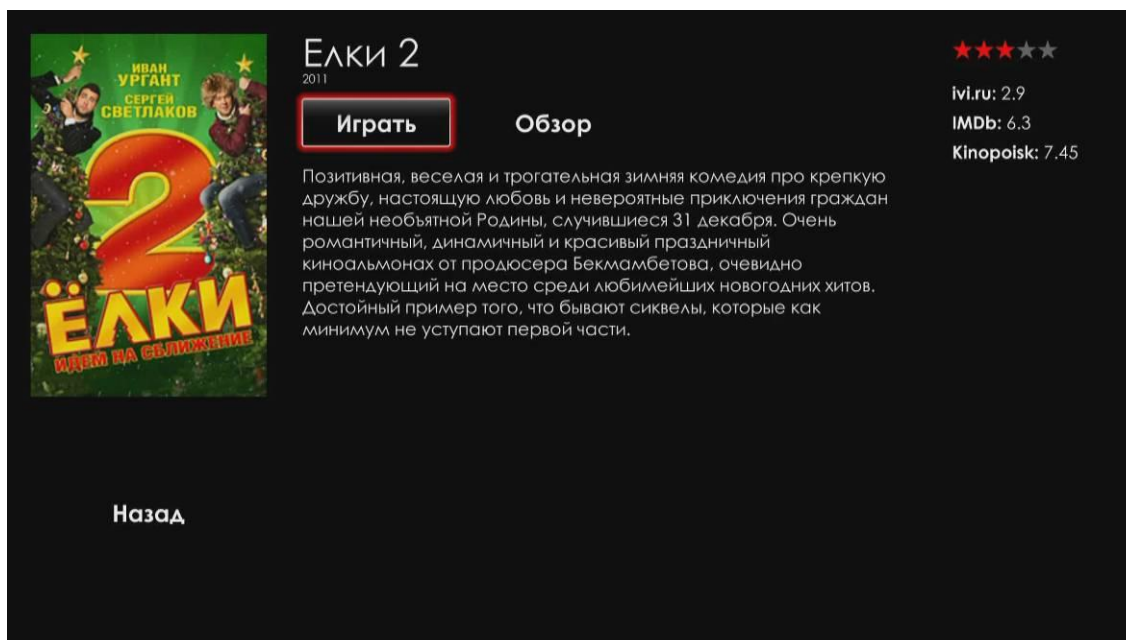 ИВАН
УРГАНТ
СЕРГЕЙ
СВЕТЛАКОВ
2
ЁЛКИ
ИДЕМ НА СБЛИЖЕНИЕ
Елки 2
2011
Играть
Обзор
Позитивная, веселая и трогательная зимняя комедия про крепкую
дружбу, настоящую любовь и невероятные приключения граждан
нашей необъятной Родины, случившиеся 31 декабря. Очень
романтичный, динамичный и красивый праздничный
киноальмонах от продюсера Бекмамбетова, очевидно
претендующий на место среди любимейших новогодних хитов.
Достойный пример того, что бывают сиквелы, которые как
минимум не уступают первой части.
ivi.ru: 2.9
IMDb: 6.3
Kinopoisk: 7.45
Назад